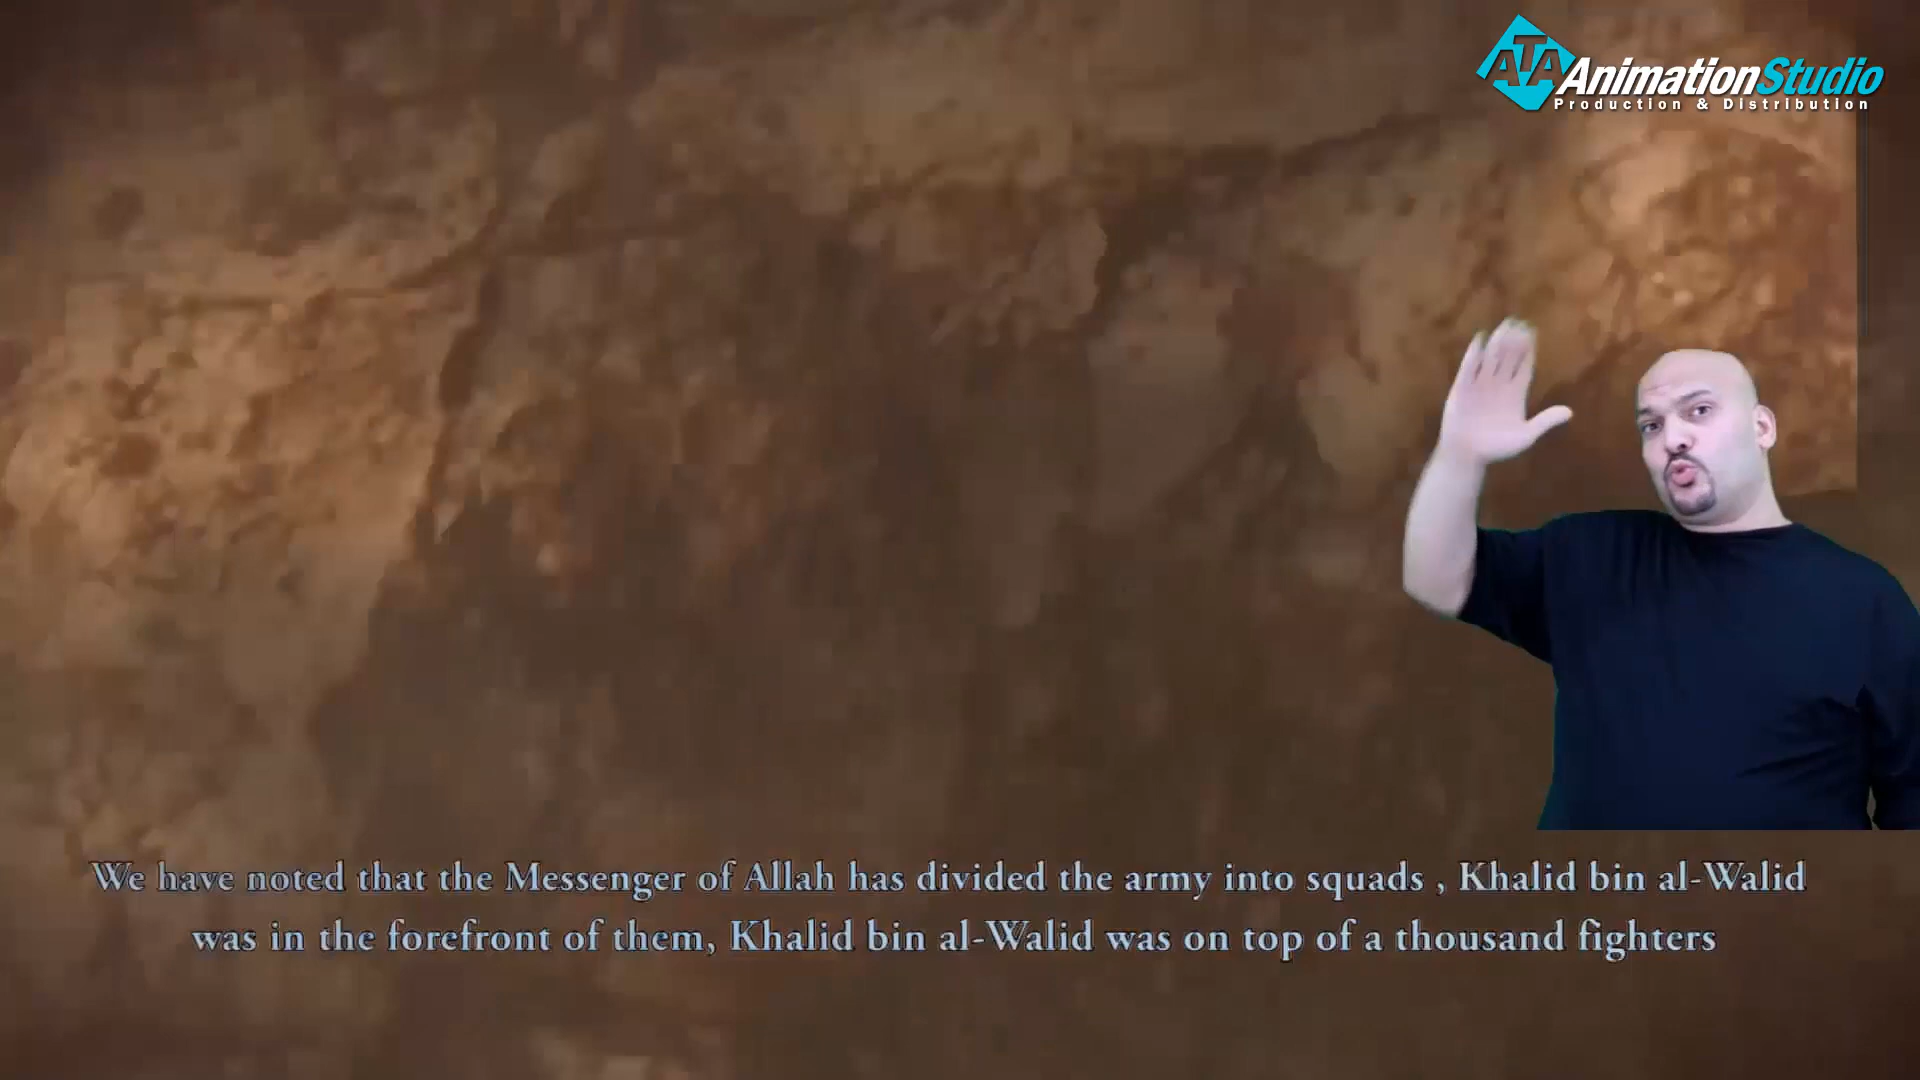 ATA AnimationStudio
Production & Distribution
We have noted that the Messenger of Allah has divided the army into squads , Khalid bin al-Walid
was in the forefront of them, Khalid bin al-Walid was on top of a thousand fighters